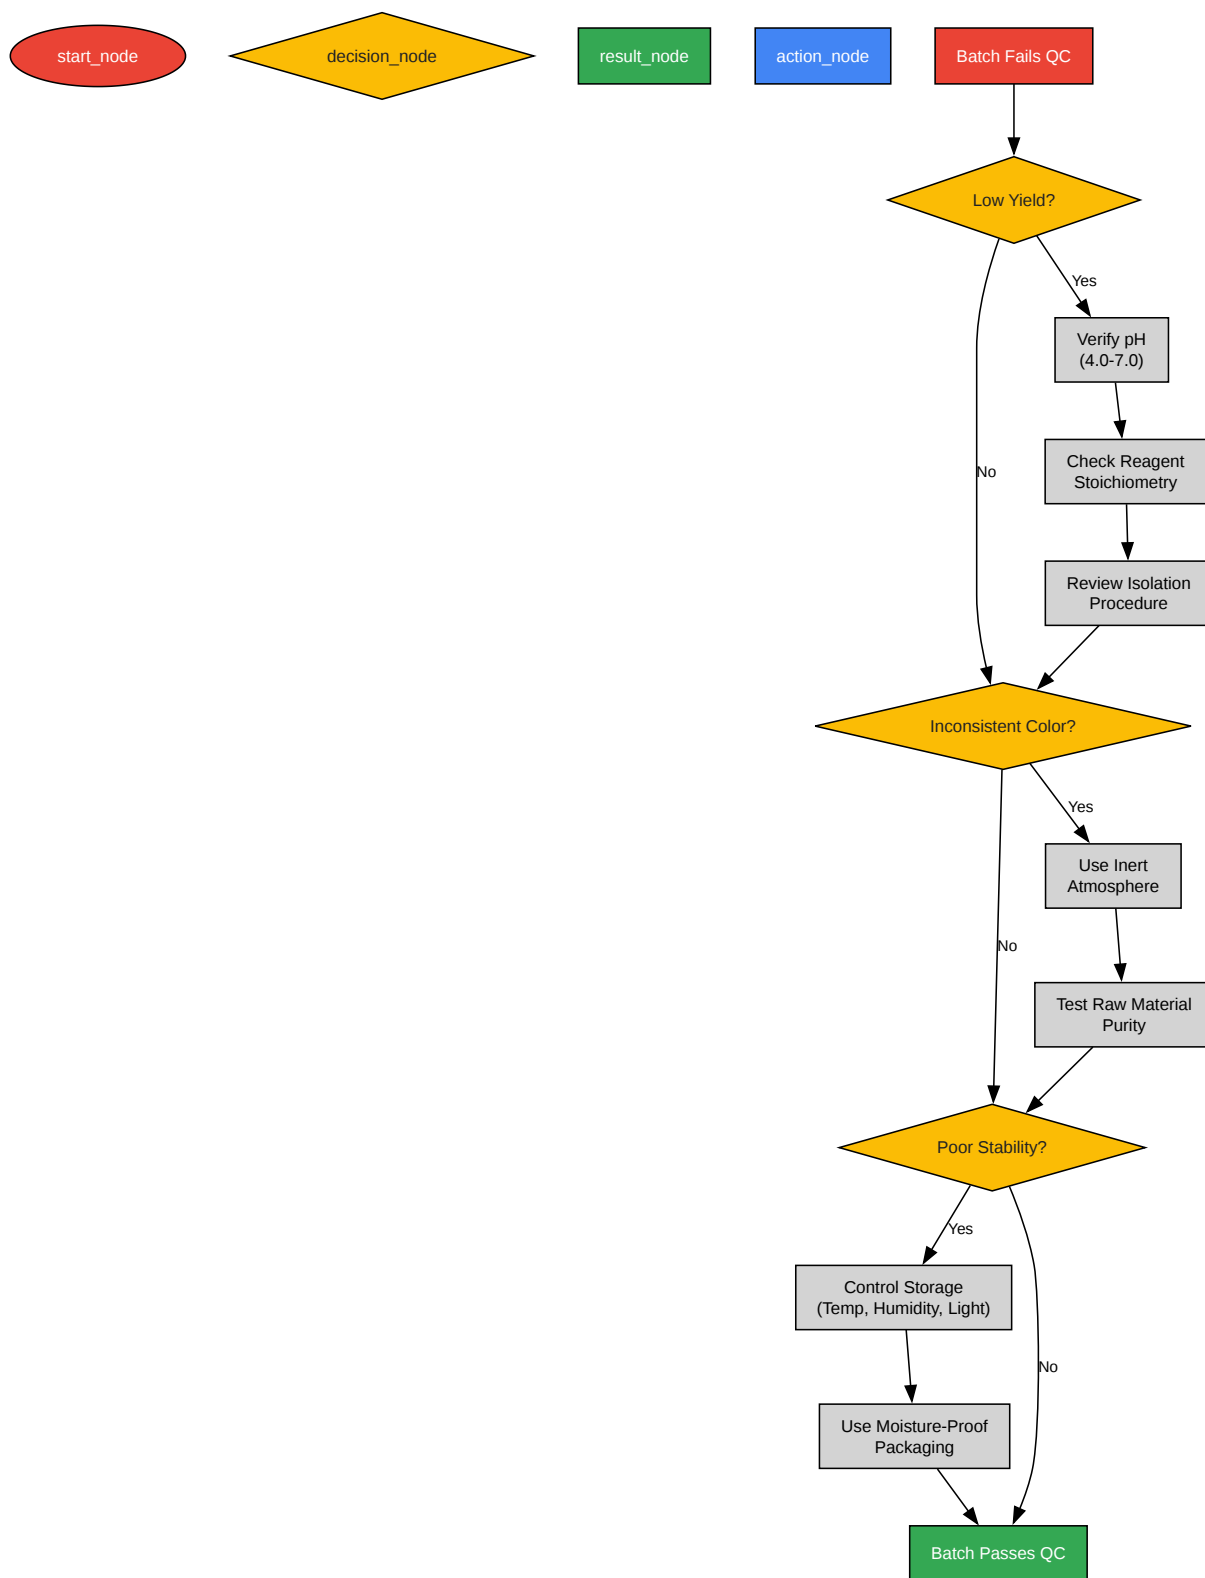 start_node
decision_node
result_node
action_node
Batch Fails QC
Low Yield?
Yes
Verify pH
(4.0-7.0)
Check Reagent
Stoichiometry
No
Review Isolation
Procedure
Inconsistent Color?
Yes
Use Inert
Atmosphere
No
Test Raw Material
Purity
Poor Stability?
Yes
Control Storage
(Temp, Humidity, Light)
No
Use Moisture-Proof
Packaging
Batch Passes QC